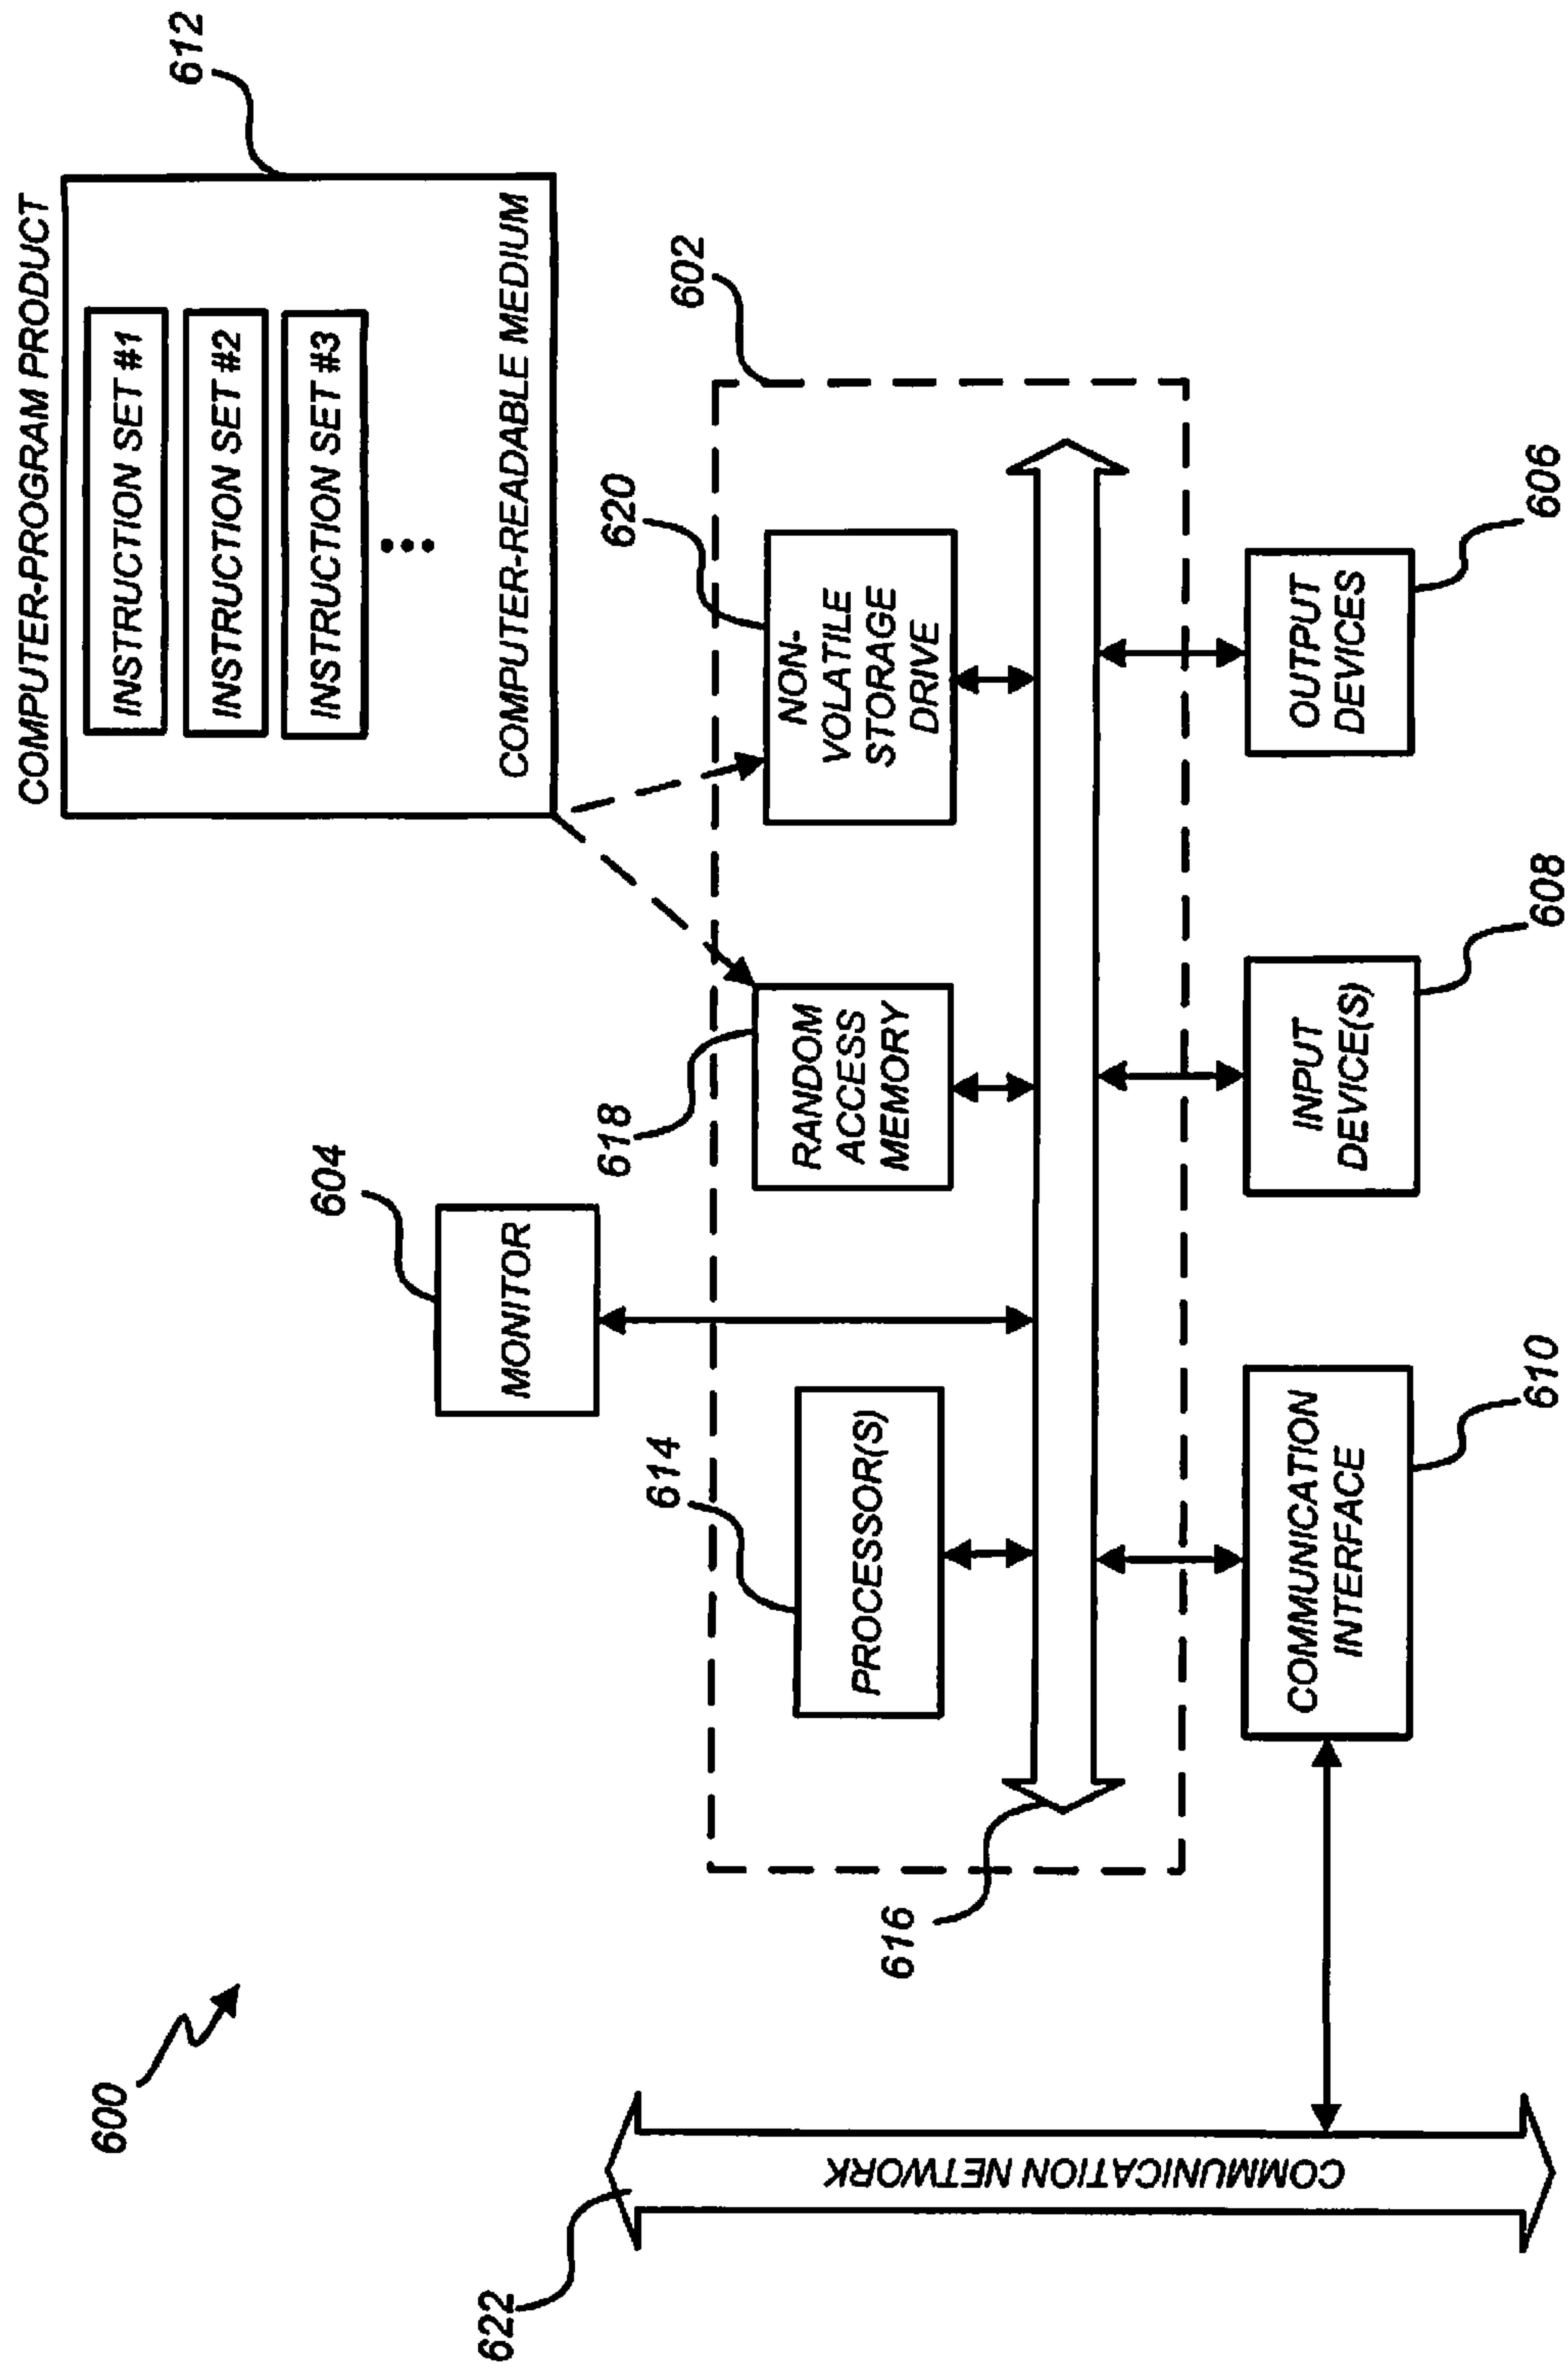 COMPUTER-PROGRAM PRODUCT
612
INSTRUCTION SET #1
INSTRUCTION SET #2
INSTRUCTION SET #3
COMPUTER-READABLE MEDIUM
600
604
MONITOR
602
614
618
620
PROCESSOR(S)
RANDOM
ACCESS
MEMORY
NON-
VOLATILE
STORAGE
DRIVE
616
622
COMMUNICATION NETWORK
COMMUNICATION
INTERFACE
610
INPUT
DEVICE(S)
608
OUTPUT
DEVICES
606